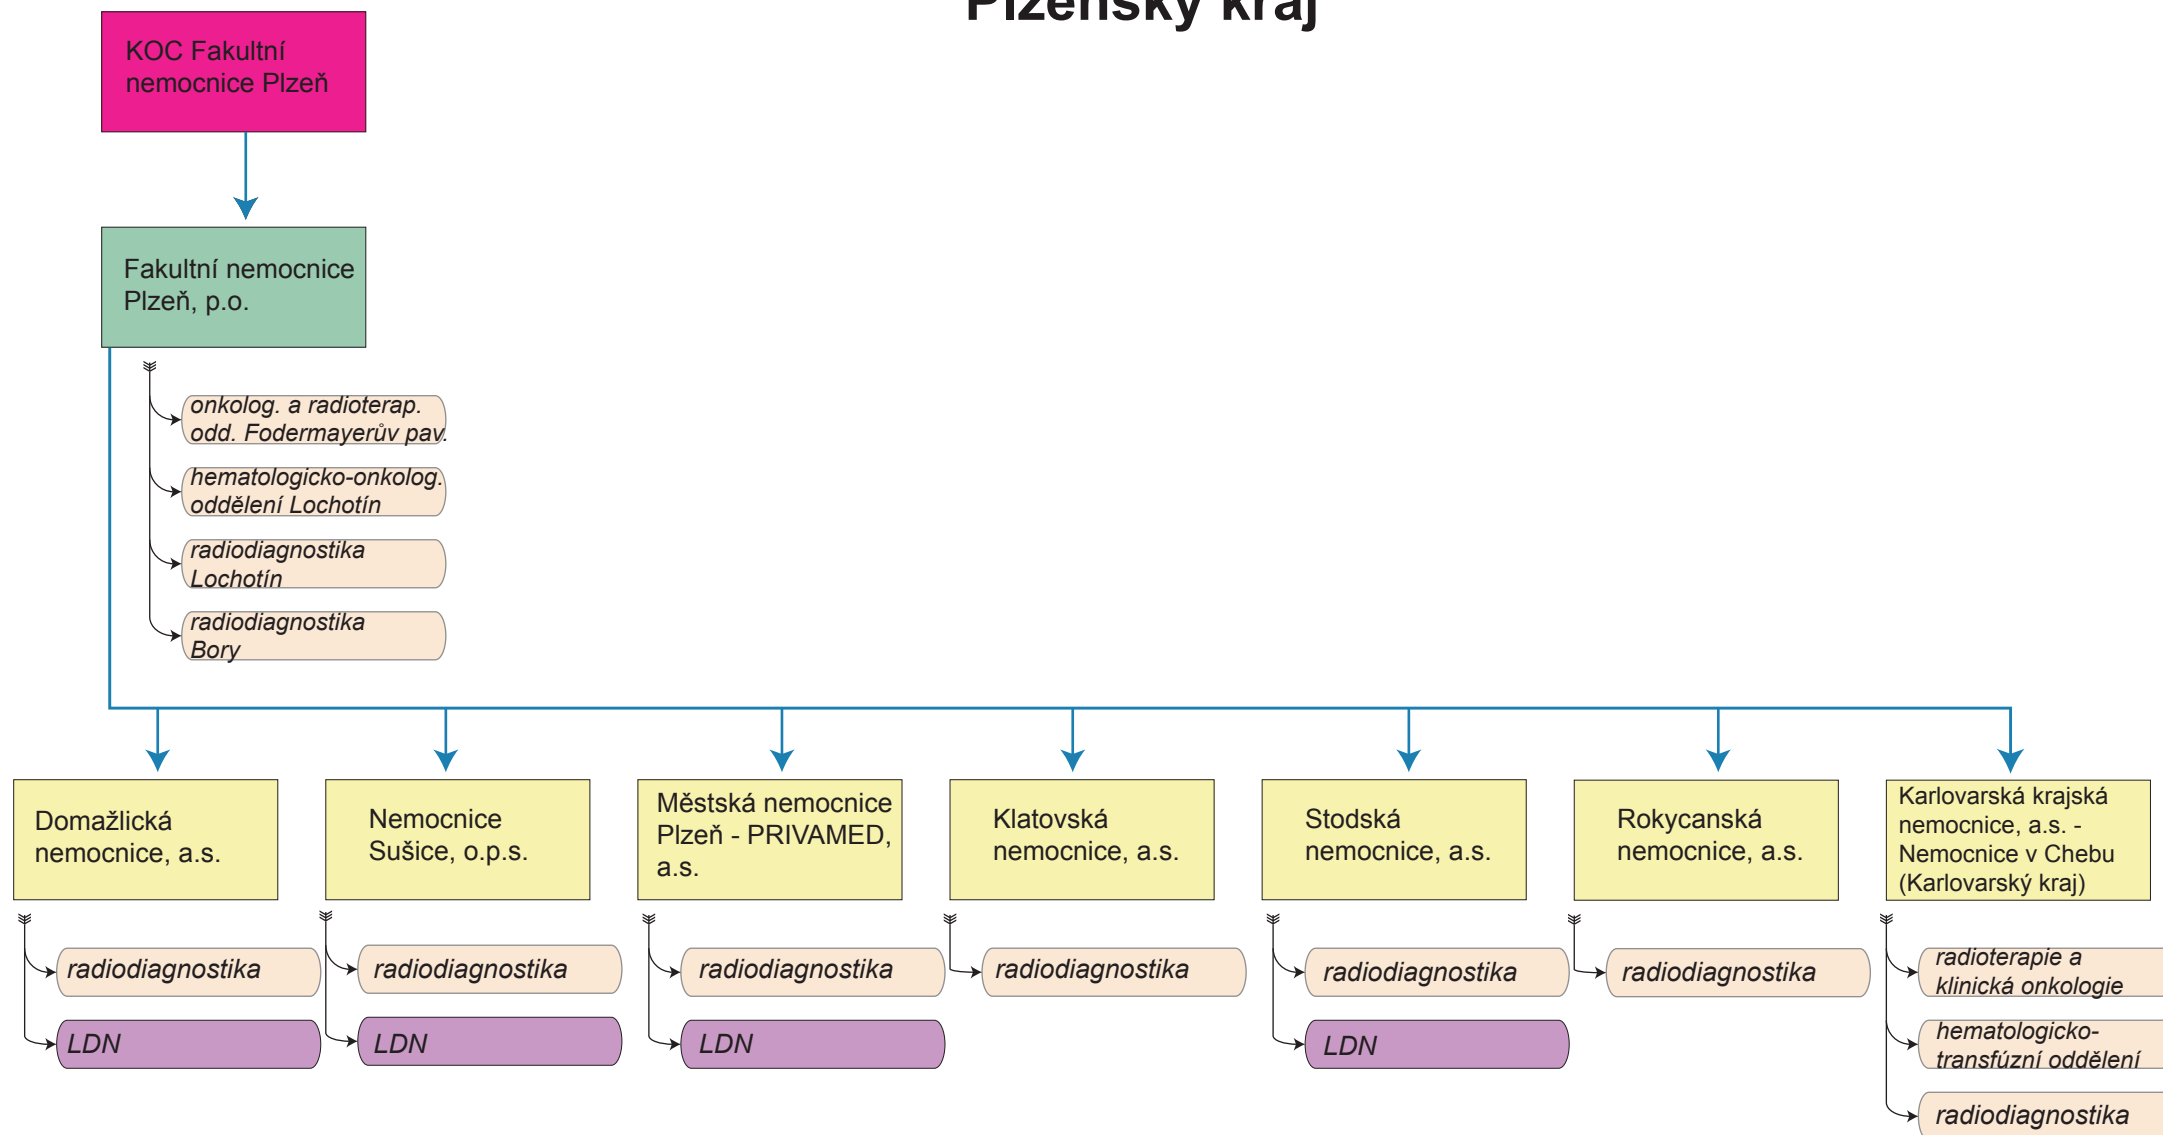 Plzeňský kraj
KOC Fakultní
nemocnice Plzeň
Fakultní nemocnice
Plzeň, p.o.
onkolog. a radioterap.
odd. Fodermayerův pav.
hematologicko-onkolog.
oddělení Lochotín
radiodiagnostika
Lochotín
radiodiagnostika
Bory
Domažlická
nemocnice, a.s.
radiodiagnostika
LDN
Nemocnice
Sušice, o.p.s.
radiodiagnostika
LDN
Městská nemocnice
Plzeň - PRIVAMED,
a.s.
radiodiagnostika
LDN
Klatovská
nemocnice, a.s.
radiodiagnostika
Stodská
nemocnice, a.s.
radiodiagnostika
LDN
Rokycanská
nemocnice, a.s.
radiodiagnostika
Karlovarská krajská
nemocnice, a.s. -
Nemocnice v Chebu
(Karlovarský kraj)
radioterapie a
klinická onkologie
hematologicko-
transfúzní oddělení
radiodiagnostika